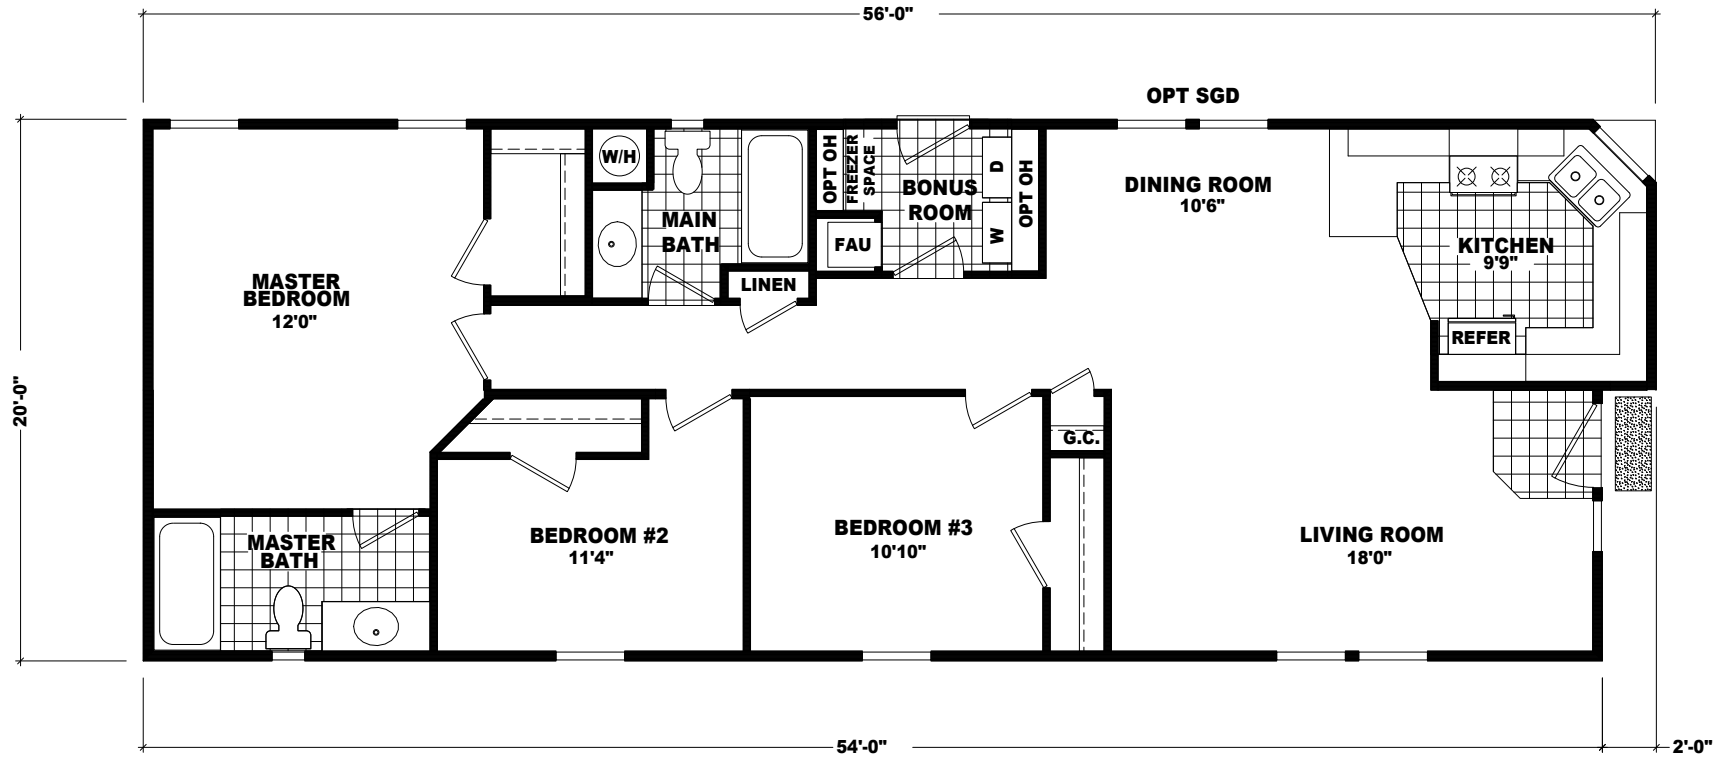 56'-0"
OPT SGD
20'-0"
W/H
OPT OH
FREEZER
SPACE
D
W
OPT OH
BONUS
ROOM
FAU
MAIN
BATH
LINEN
DINING ROOM
10'6"
KITCHEN
9'9"
REFER
MASTER
BEDROOM
12'0"
G.C.
MASTER
BATH
BEDROOM #2
11'4"
BEDROOM #3
10'10"
LIVING ROOM
18'0"
54'-0"
2'-0"